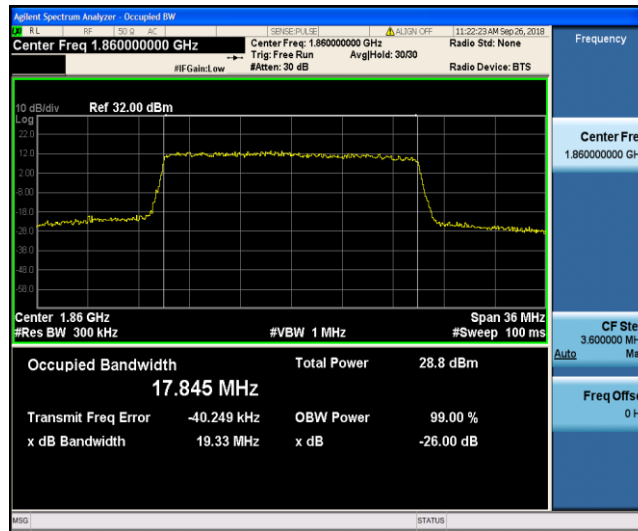 Agilent Spectrum Analyzer - Occupied BW
RL RF 50 Ω AC SENSE:PULSE ALIGN OFF 11:22:23 AM Sep 26, 2018
Center Freq 1.860000000 GHz Center Freq: 1.860000000 GHz Radio Std: None
Trig: Free Run Avg|Hold: 30/30
#IFGain:Low #Atten: 30 dB Radio Device: BTS
10 dB/div Ref 32.00 dBm
Log
22.0
12.0
2.00
-8.00
-18.0
-28.0
-38.0
-48.0
-58.0
Center 1.86 GHz Span 36 MHz
#Res BW 300 kHz #VBW 1 MHz #Sweep 100 ms
Occupied Bandwidth Total Power 28.8 dBm
17.845 MHz
Transmit Freq Error -40.249 kHz OBW Power 99.00 %
x dB Bandwidth 19.33 MHz x dB -26.00 dB
Frequency
Center Fre
1.860000000 GH
CF Ste
3.600000 MH
Auto Ma
Freq Offs
0 H
MSG STATUS